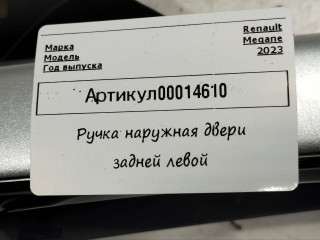 Марка Renault
Модель Megane
Год выпуска 2023
Артикул00014610
Ручка наружная двери
задней левой